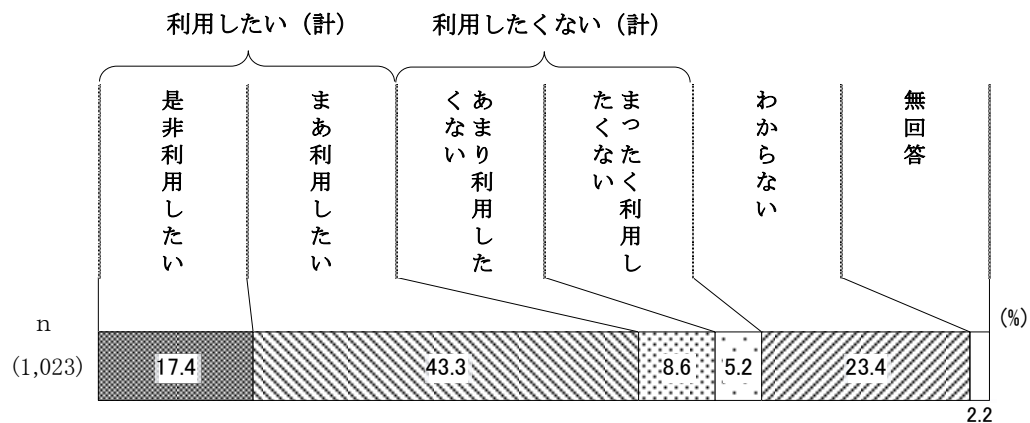 利用したい（計）
利用したくない（計）
是非利用したい
まあ利用したい
あまり利用した
くない
まったく利用し
たくない
わからない
無回答
(%)
n
(1,023)
17.4
43.3
8.6
5.2
23.4
2.2